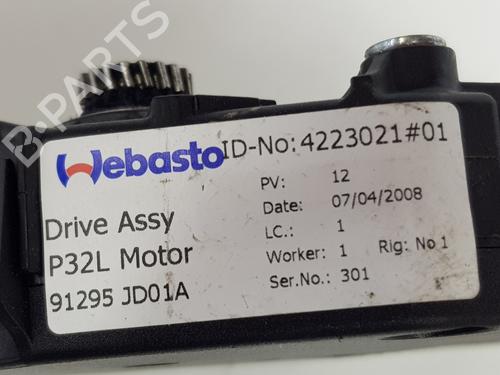 Webasto ID-No:4223021#01
Drive Assy
P32L Motor
91295 JD01A
PV: 12
Date: 07/04/2008
LC.: 1
Worker: 1 Rig: No 1
Ser.No.: 301
B-PARTS